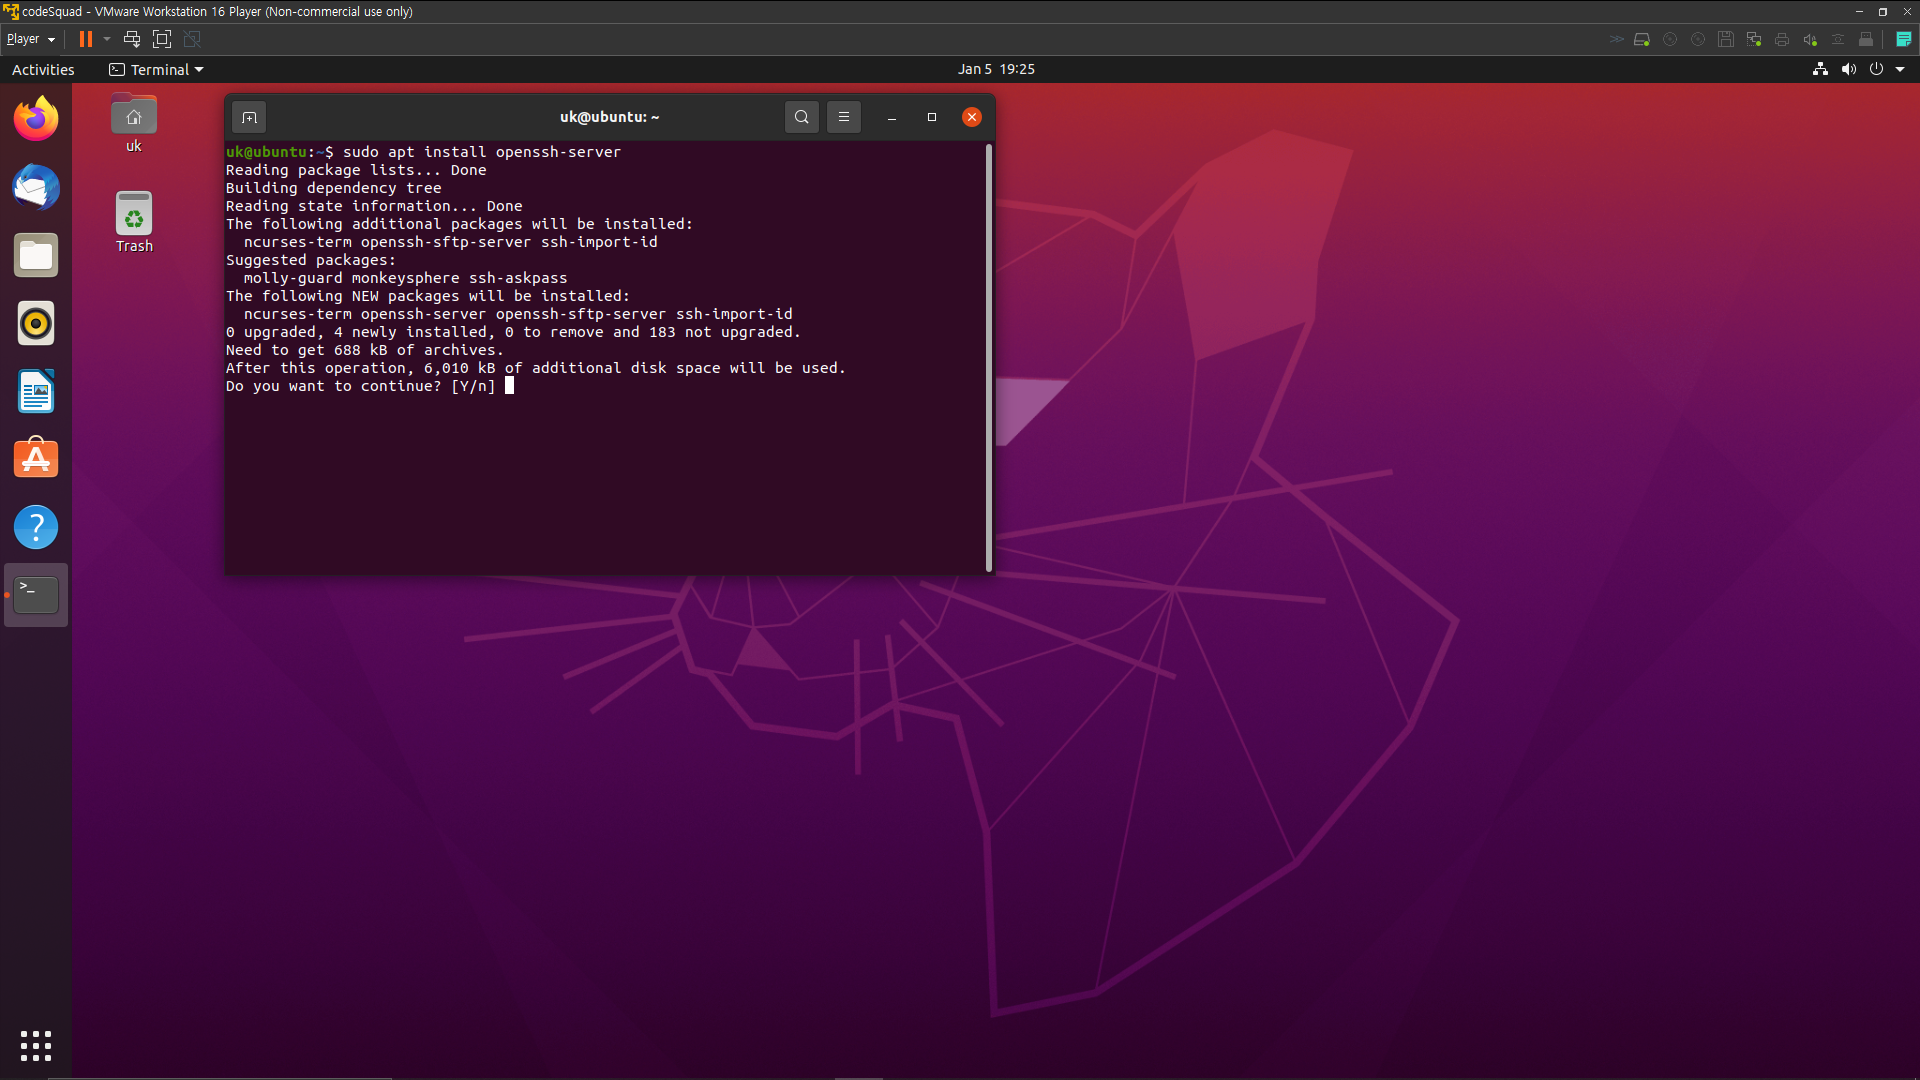 codeSquad - VMware Workstation 16 Player (Non-commercial use only)
Player
Activities
Terminal
Jan 5 19:25
uk
Trash
uk@ubuntu: ~
uk@ubuntu:~$ sudo apt install openssh-server
Reading package lists... Done
Building dependency tree
Reading state information... Done
The following additional packages will be installed:
  ncurses-term openssh-sftp-server ssh-import-id
Suggested packages:
  molly-guard monkeysphere ssh-askpass
The following NEW packages will be installed:
  ncurses-term openssh-server openssh-sftp-server ssh-import-id
0 upgraded, 4 newly installed, 0 to remove and 183 not upgraded.
Need to get 688 kB of archives.
After this operation, 6,010 kB of additional disk space will be used.
Do you want to continue? [Y/n]